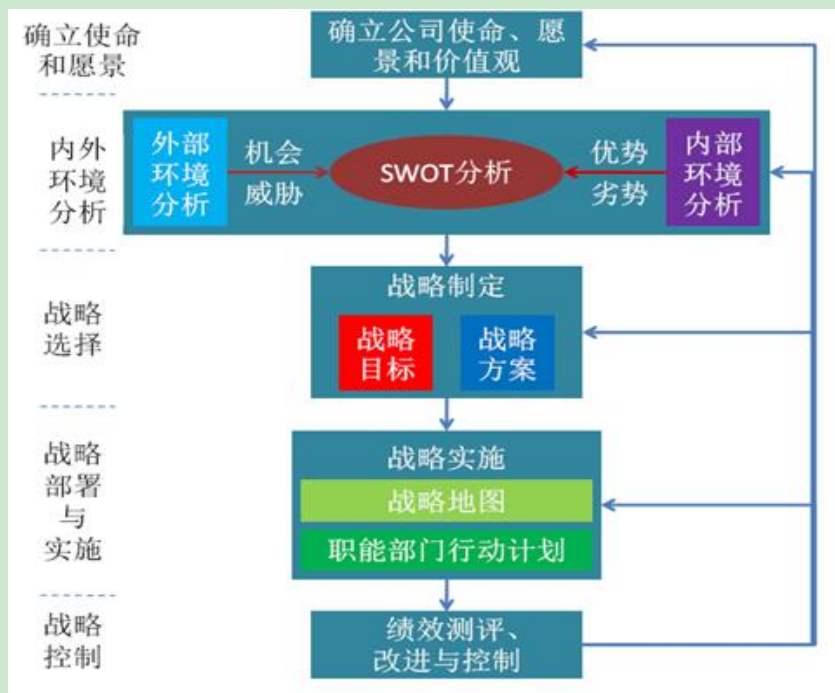 确立使命
和愿景
确立公司使命、愿
景和价值观
内外
环境
分析
外部
环境
分析
机会
威胁
SWOT分析
优势
劣势
内部
环境
分析
战略
选择
战略制定
战略
目标
战略
方案
战略
部署
与
实施
战略实施
战略地图
职能部门行动计划
战略
控制
绩效测评、
改进与控制